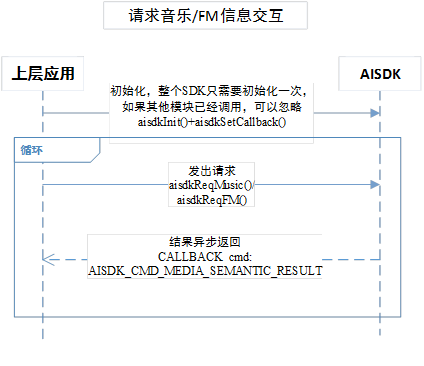 请求音乐/FM信息交互
上层应用
AISDK
初始化，整个SDK只需要初始化一次，
如果其他模块已经调用，可以忽略
aisdkInit()+aisdkSetCallback()
循环
发出请求
aisdkReqMusic()/
aisdkReqFM()
结果异步返回
CALLBACK cmd:
AISDK_CMD_MEDIA_SEMANTIC_RESULT